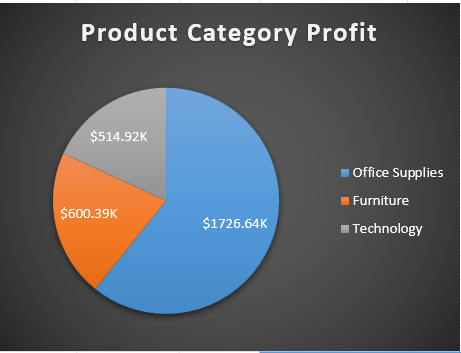 Product Category Profit
$514.92K
$600.39K
$1726.64K
Office Supplies
Furniture
Technology